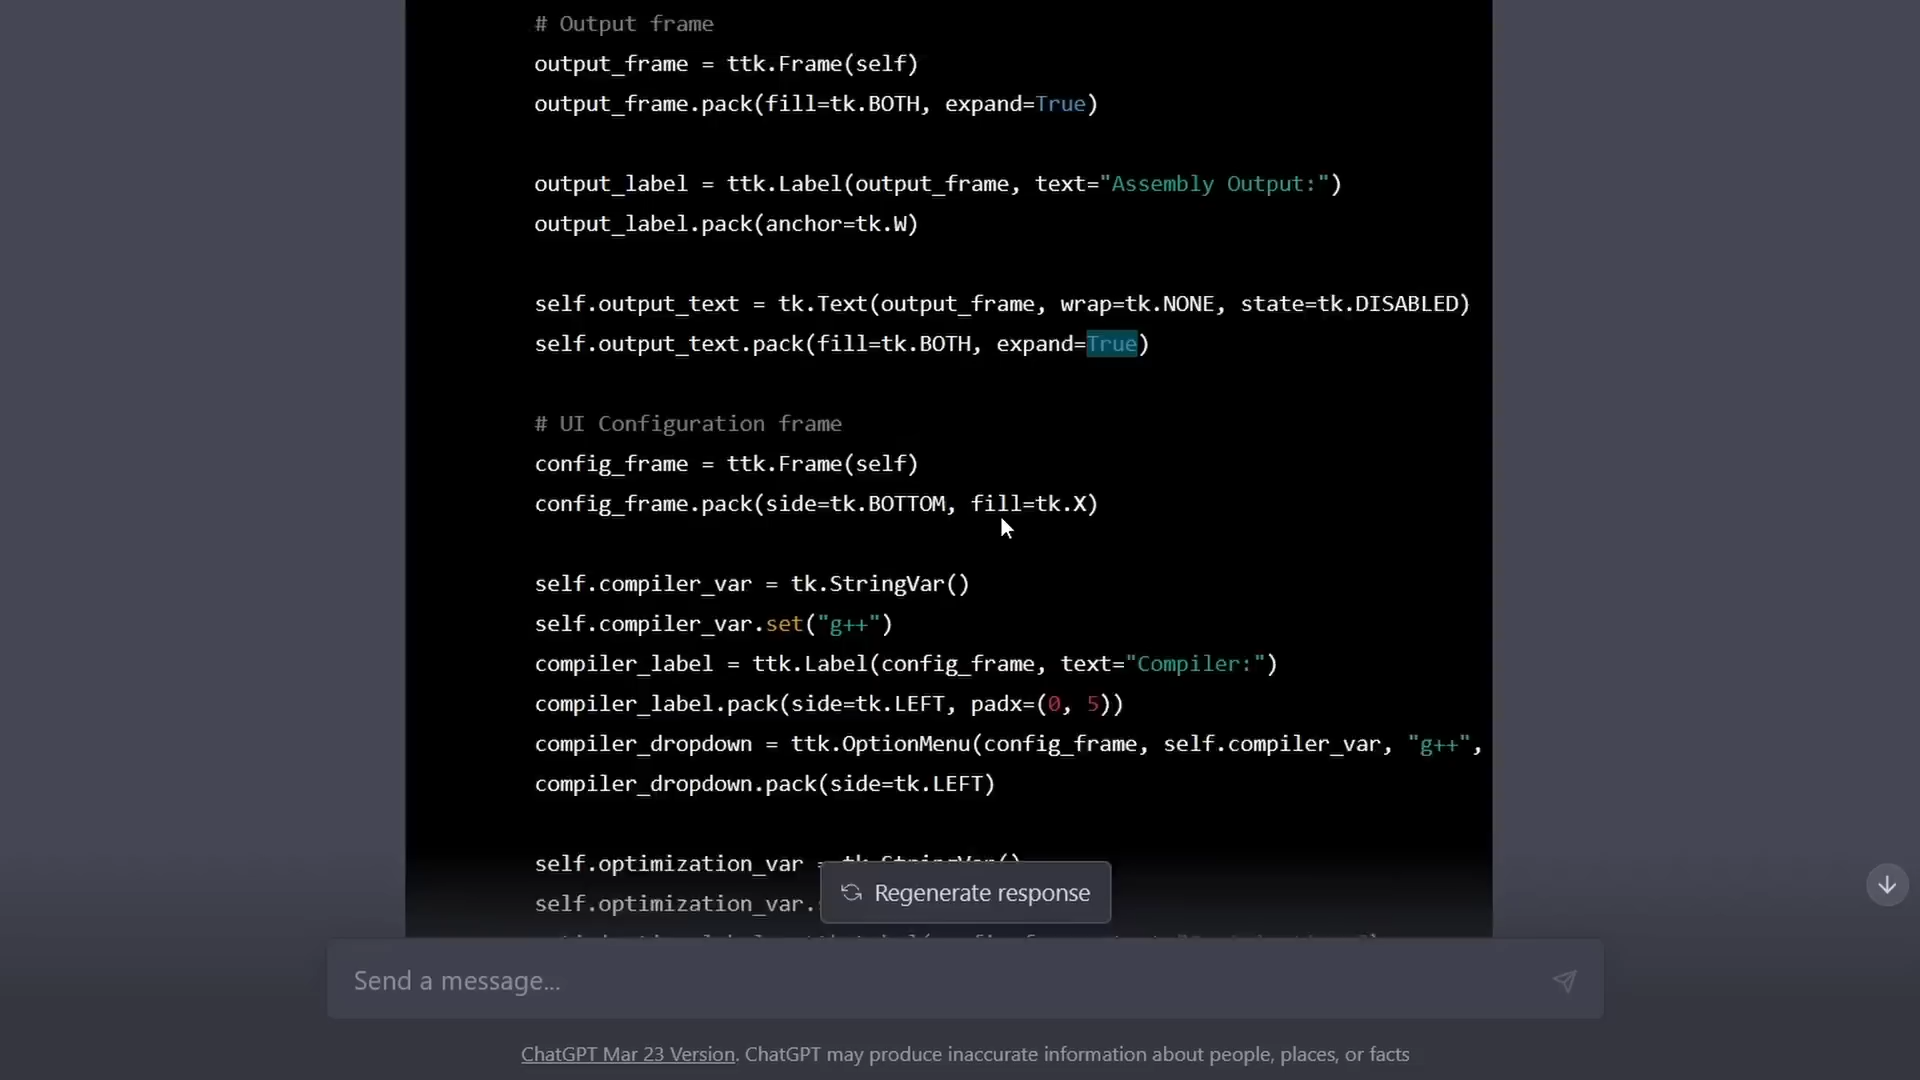 # Output frame
output_frame = ttk.Frame(self)
output_frame.pack(fill=tk.BOTH, expand=True)
output_label = ttk.Label(output_frame, text="Assembly Output:")
output_label.pack(anchor=tk.W)
self.output_text = tk.Text(output_frame, wrap=tk.NONE, state=tk.DISABLED)
self.output_text.pack(fill=tk.BOTH, expand=True)
# UI Configuration frame
config_frame = ttk.Frame(self)
config_frame.pack(side=tk.BOTTOM, fill=tk.X)
self.compiler_var = tk.StringVar()
self.compiler_var.set("g++")
compiler_label = ttk.Label(config_frame, text="Compiler:")
compiler_label.pack(side=tk.LEFT, padx=(0, 5))
compiler_dropdown = ttk.OptionMenu(config_frame, self.compiler_var, "g++",
compiler_dropdown.pack(side=tk.LEFT)
self.optimization_var = tk.StringVar()
self.optimization_var.
Regenerate response
Send a message...
ChatGPT Mar 23 Version. ChatGPT may produce inaccurate information about people, places, or facts